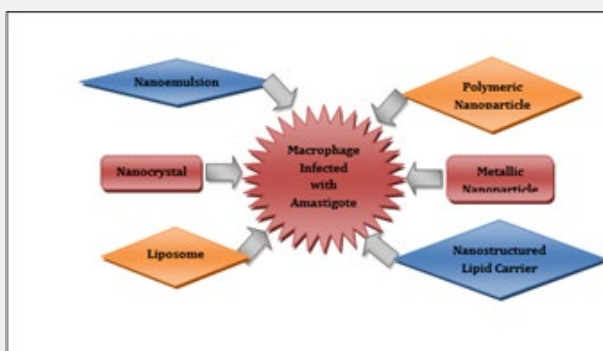 Nanoemulsion
Polymeric
Nanoparticle
Macrophage
Infected
with
Amastigote
Nanocrystal
Metallic
Nanoparticle
Liposome
Nanostructured
Lipid Carrier